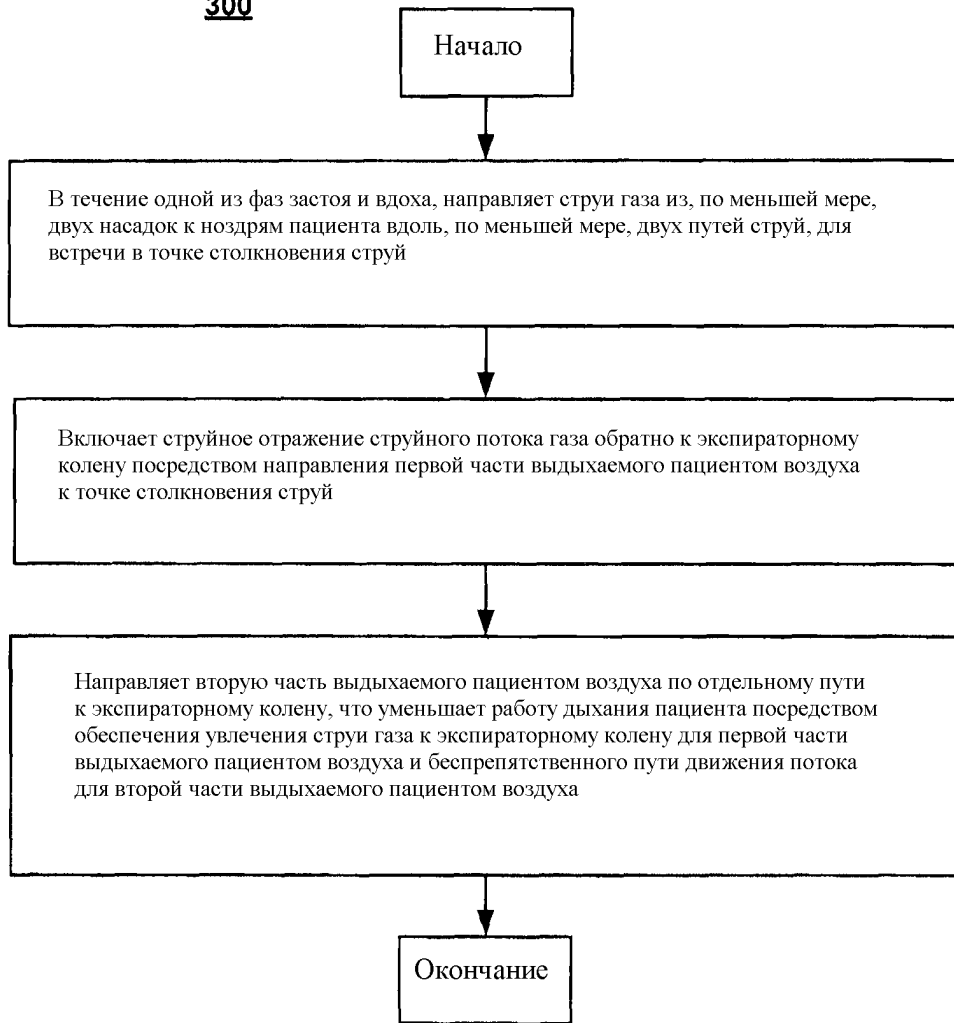 300
Начало
В течение одной из фаз застоя и вдоха, направляет струи газа из, по меньшей мере,
двух насадок к ноздрям пациента вдоль, по меньшей мере, двух путей струй, для
встречи в точке столкновения струй
Включает струйное отражение струйного потока газа обратно к экспираторному
колену посредством направления первой части выдыхаемого пациентом воздуха
к точке столкновения струй
Направляет вторую часть выдыхаемого пациентом воздуха по отдельному пути
к экспираторному колену, что уменьшает работу дыхания пациента посредством
обеспечения увлечения струи газа к экспираторному колену для первой части
выдыхаемого пациентом воздуха и беспрепятственного пути движения потока
для второй части выдыхаемого пациентом воздуха
Окончание